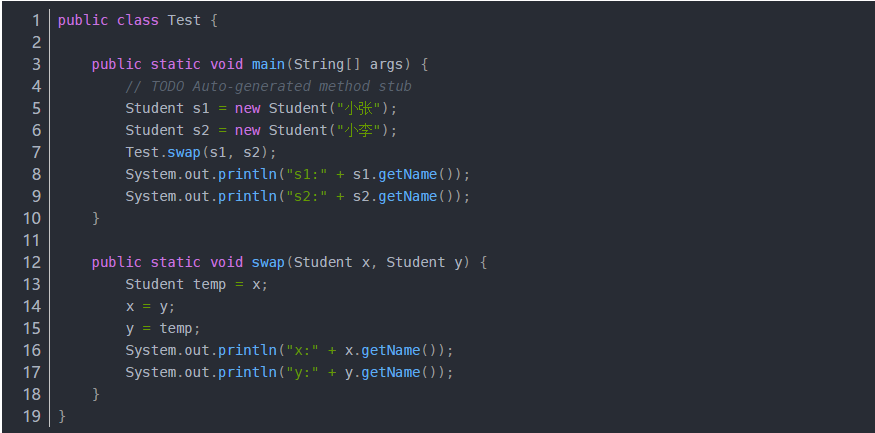 1 public class Test {
2
3     public static void main(String[] args) {
4         // TODO Auto-generated method stub
5         Student s1 = new Student("小张");
6         Student s2 = new Student("小李");
7         Test.swap(s1, s2);
8         System.out.println("s1:" + s1.getName());
9         System.out.println("s2:" + s2.getName());
10     }
11
12     public static void swap(Student x, Student y) {
13         Student temp = x;
14         x = y;
15         y = temp;
16         System.out.println("x:" + x.getName());
17         System.out.println("y:" + y.getName());
18     }
19 }